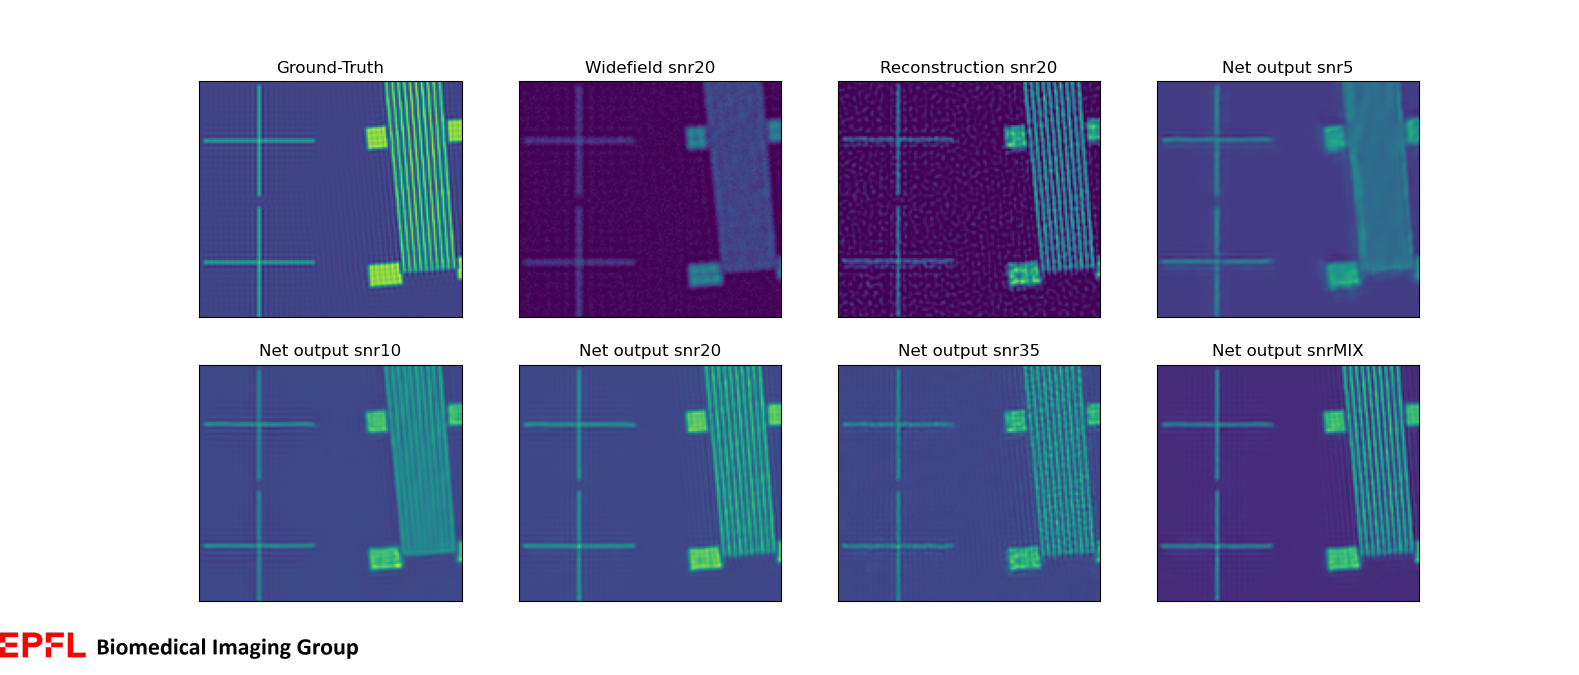 Ground-Truth
Widefield snr20
Reconstruction snr20
Net output snr5
Net output snr10
Net output snr20
Net output snr35
Net output snrMIX
EPFL Biomedical Imaging Group